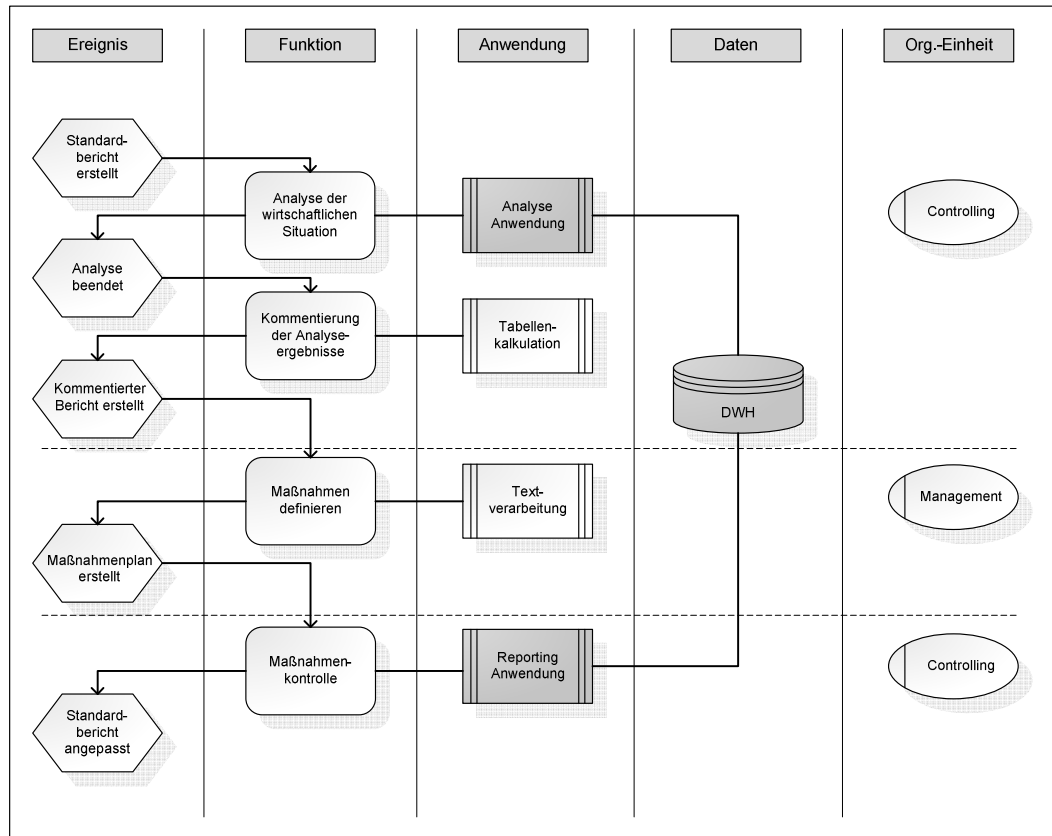 Ereignis
Funktion
Anwendung
Daten
Org.-Einheit
Standard-
bericht
erstellt
Analyse der
wirtschaftlichen
Situation
Analyse
Anwendung
Controlling
Analyse
beendet
Kommentierung
der Analyse-
ergebnisse
Tabellen-
kalkulation
Kommentierter
Bericht erstellt
DWH
Maßnahmen
definieren
Text-
verarbeitung
Management
Maßnahmenplan
erstellt
Maßnahmen-
kontrolle
Reporting
Anwendung
Controlling
Standard-
bericht
angepasst